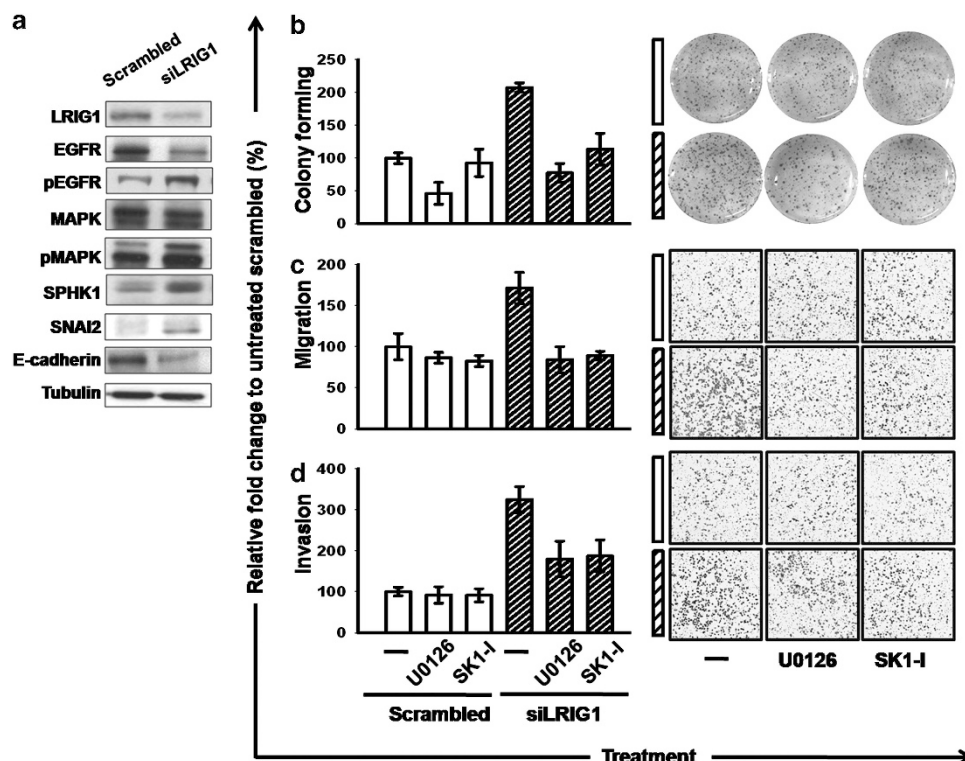 a
Scrambled
siLRIG1
LRIG1
EGFR
pEGFR
MAPK
pMAPK
SPHK1
SNAI2
E-cadherin
Tubulin
Relative fold change to untreated scrambled (%)
b
Colony forming
250
200
150
100
50
0
c
Migration
200
150
100
50
0
d
Invasion
400
300
200
100
0
— U0126 SK1-I — U0126 SK1-I
Scrambled siLRIG1
— U0126 SK1-I
Treatment